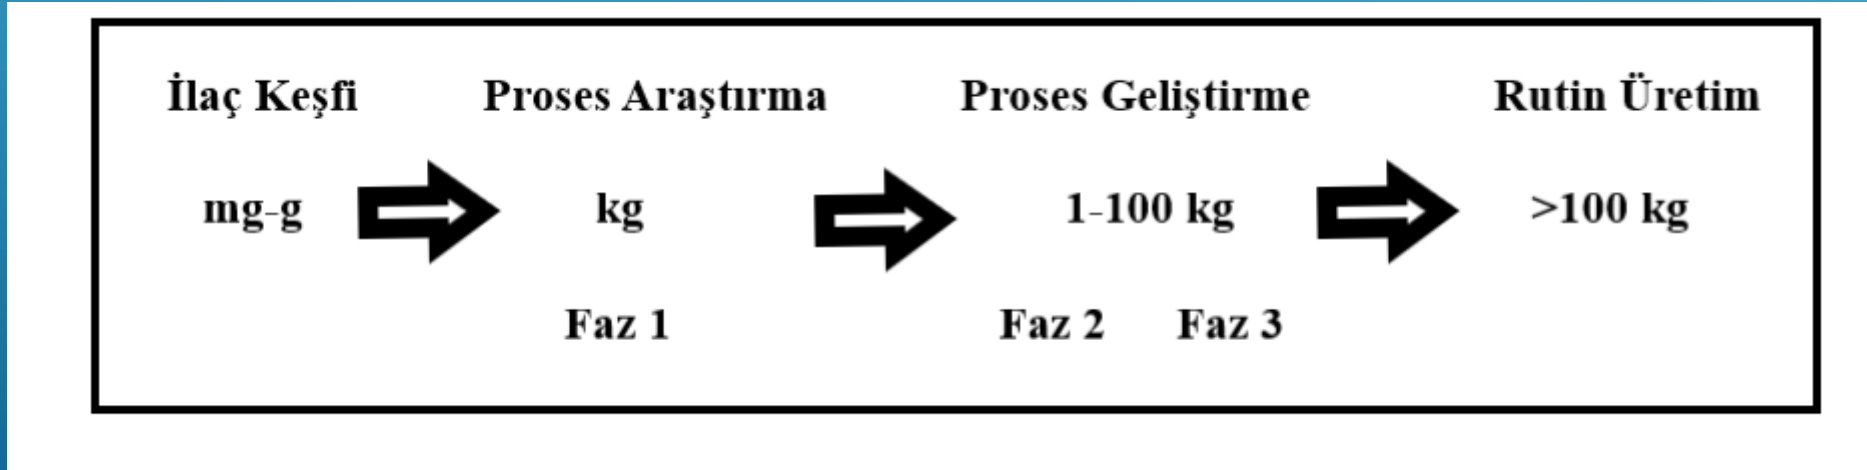 İlaç Keşfi Proses Araştırma Proses Geliştirme Rutin Üretim
mg-g kg 1-100 kg >100 kg
Faz 1 Faz 2 Faz 3